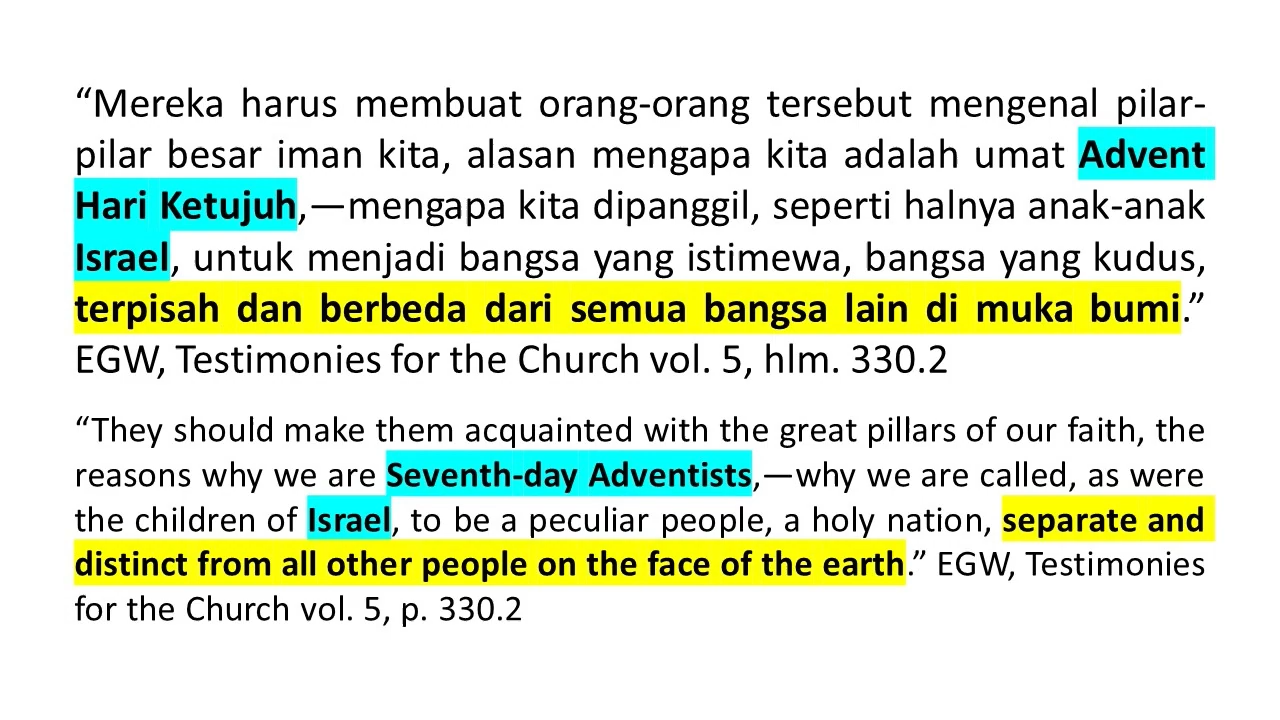 “Mereka harus membuat orang-orang tersebut mengenal pilar-
pilar besar iman kita, alasan mengapa kita adalah umat Advent
Hari Ketujuh,—mengapa kita dipanggil, seperti halnya anak-anak
Israel, untuk menjadi bangsa yang istimewa, bangsa yang kudus,
terpisah dan berbeda dari semua bangsa lain di muka bumi.”
EGW, Testimonies for the Church vol. 5, hlm. 330.2
“They should make them acquainted with the great pillars of our faith, the
reasons why we are Seventh-day Adventists,—why we are called, as were
the children of Israel, to be a peculiar people, a holy nation, separate and
distinct from all other people on the face of the earth.” EGW, Testimonies
for the Church vol. 5, p. 330.2